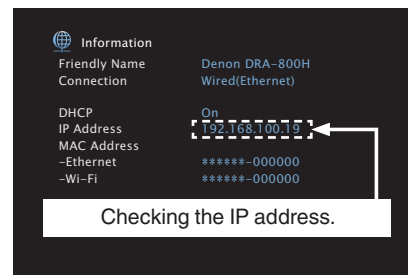 Information
Friendly Name Denon DRA-800H
Connection Wired(Ethernet)
DHCP On
IP Address 192.168.100.19
MAC Address
-Ethernet ******-000000
-Wi-Fi ******-000000
Checking the IP address.